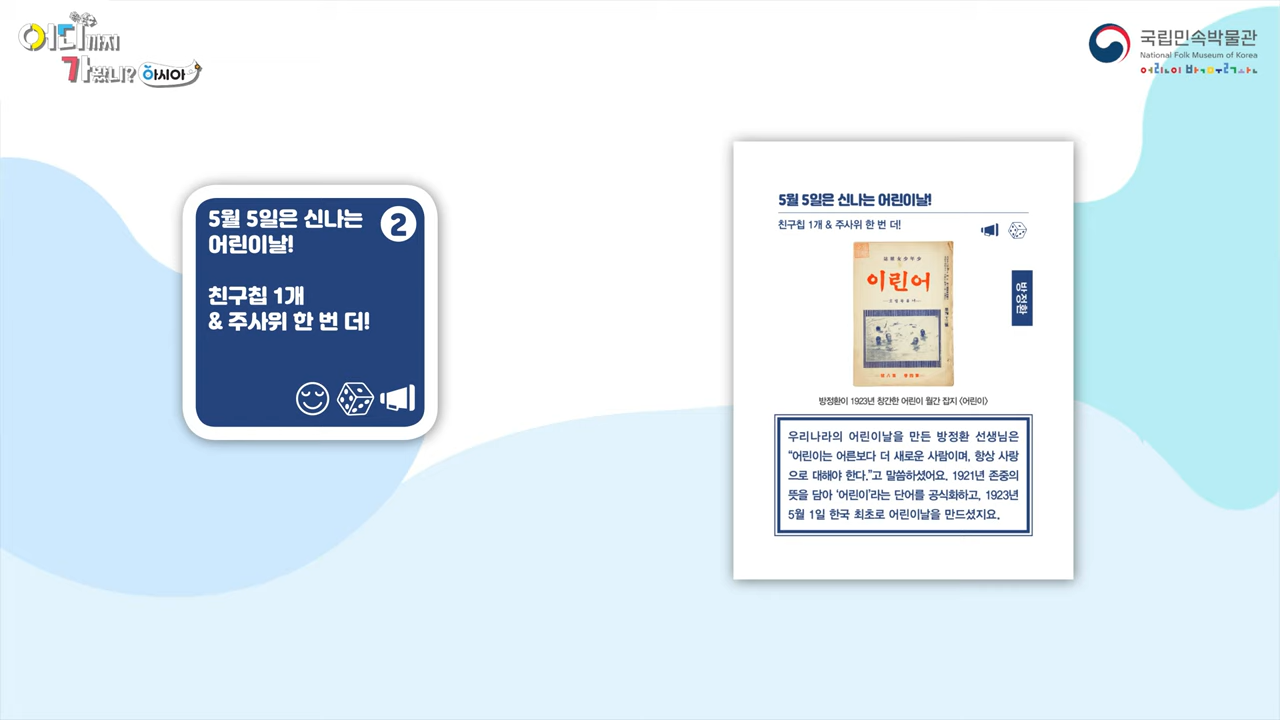 어디까지
가봤니? 아시아
국립민속박물관
National Folk Museum of Korea
어린이박물관
5월 5일은 신나는
어린이날!
2
친구칩 1개
& 주사위 한 번 더!
5월 5일은 신나는 어린이날!
친구칩 1개 & 주사위 한 번 더!
이린어
방정환
방정환이 1923년 창간한 어린이 월간 잡지 <어린이>
우리나라의 어린이날을 만든 방정환 선생님은
“어린이는 어른보다 더 새로운 사람이며, 항상 사랑
으로 대해야 한다.”고 말씀하셨어요. 1921년 존중의
뜻을 담아 ‘어린이’라는 단어를 공식화하고, 1923년
5월 1일 한국 최초로 어린이날을 만드셨지요.